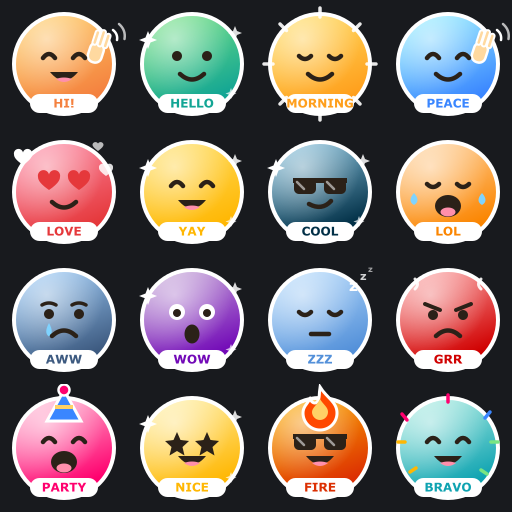 HI!
HELLO
MORNING
PEACE
LOVE
YAY
COOL
LOL
AWW
WOW
z z z
ZZZ
GRR
PARTY
NICE
FIRE
BRAVO